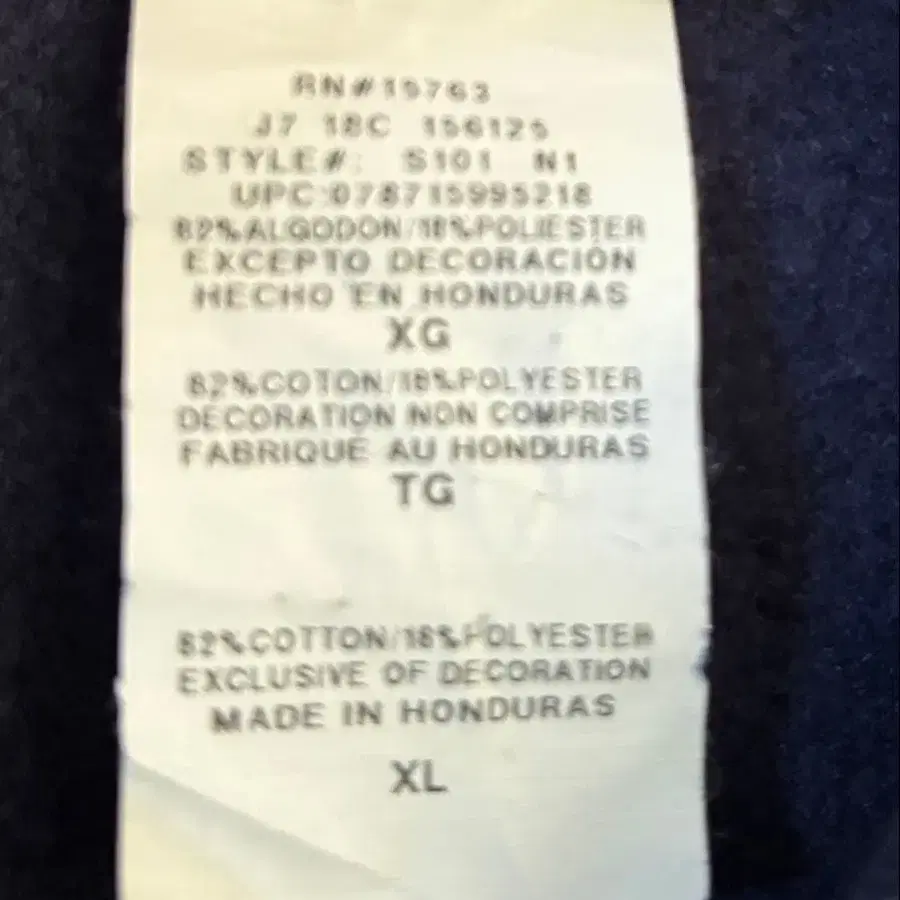 RN#15763
J7 18C 156125
STYLE#: S101 N1
UPC:078715995218
82%ALGODON/18%POLIESTER
EXCEPTO DECORACIÓN
HECHO EN HONDURAS
XG
82%COTON/18%POLYESTER
DECORATION NON COMPRISE
FABRIQUE AU HONDURAS
TG
82%COTTON/18%POLYESTER
EXCLUSIVE OF DECORATION
MADE IN HONDURAS
XL